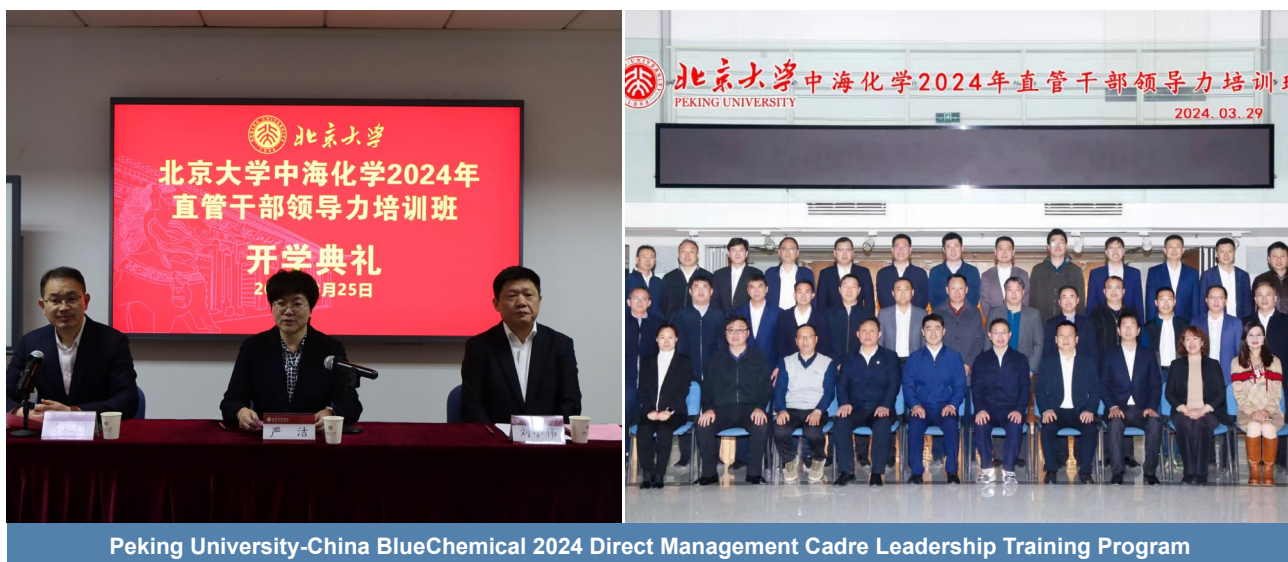 北京大学
北京大学中海化学2024年
直管干部领导力培训班
开学典礼
月25日
严 洁
北京大学中海化学2024年直管干部领导力培训班
PEKING UNIVERSITY
2024.03.29
Peking University-China BlueChemical 2024 Direct Management Cadre Leadership Training Program